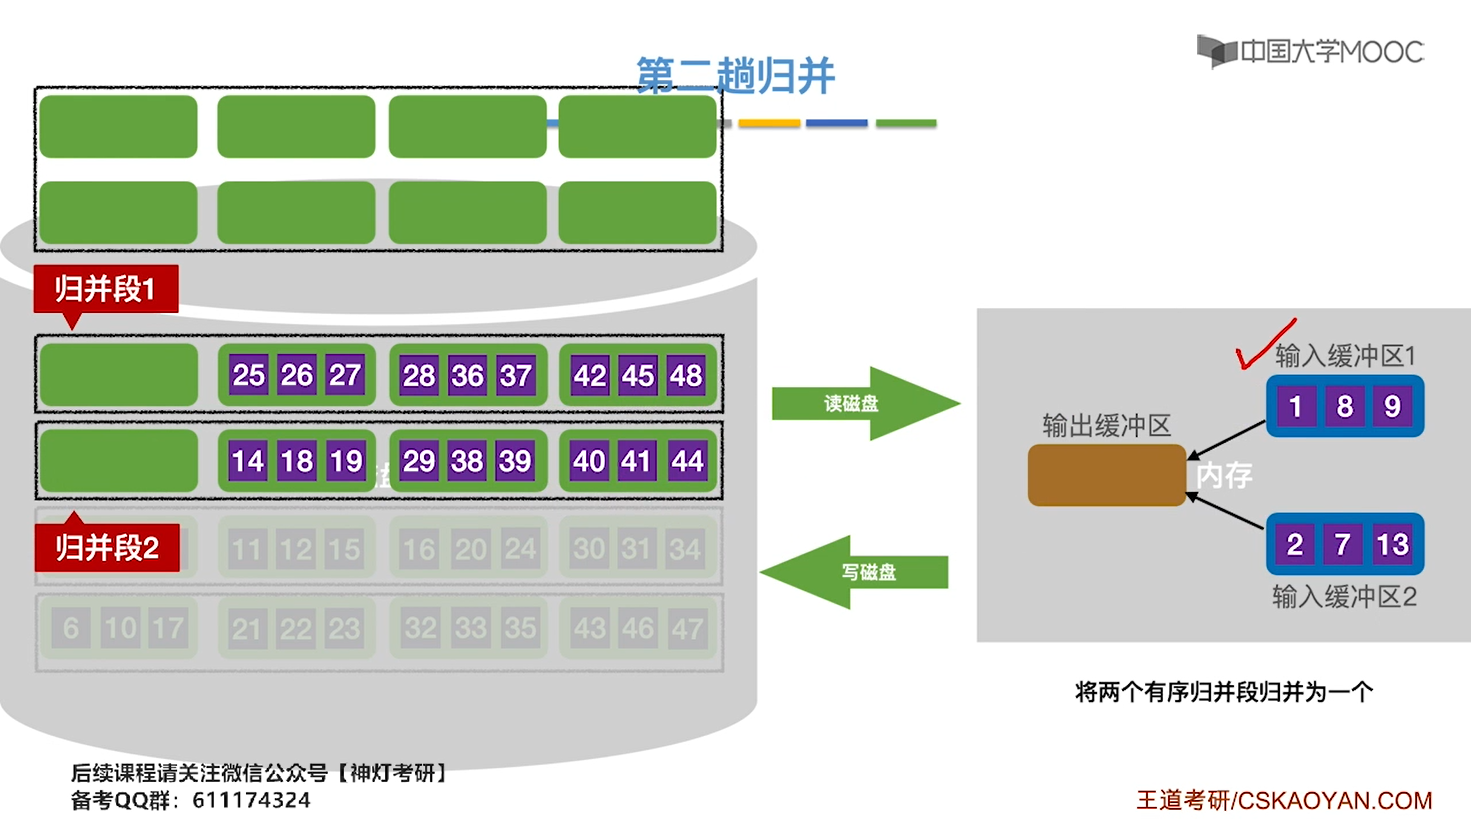 中国大学MOOC
第二趟归并
归并段1
25 26 27 28 36 37 42 45 48
14 18 19 29 38 39 40 41 44
归并段2
11 12 15 16 20 24 30 31 34
6 10 17 21 22 23 32 33 35 43 46 47
读磁盘
写磁盘
输入缓冲区1
1 8 9
输出缓冲区
内存
2 7 13
输入缓冲区2
将两个有序归并段归并为一个
后续课程请关注微信公众号【神灯考研】
备考QQ群：611174324
王道考研/CSKAOYAN.COM